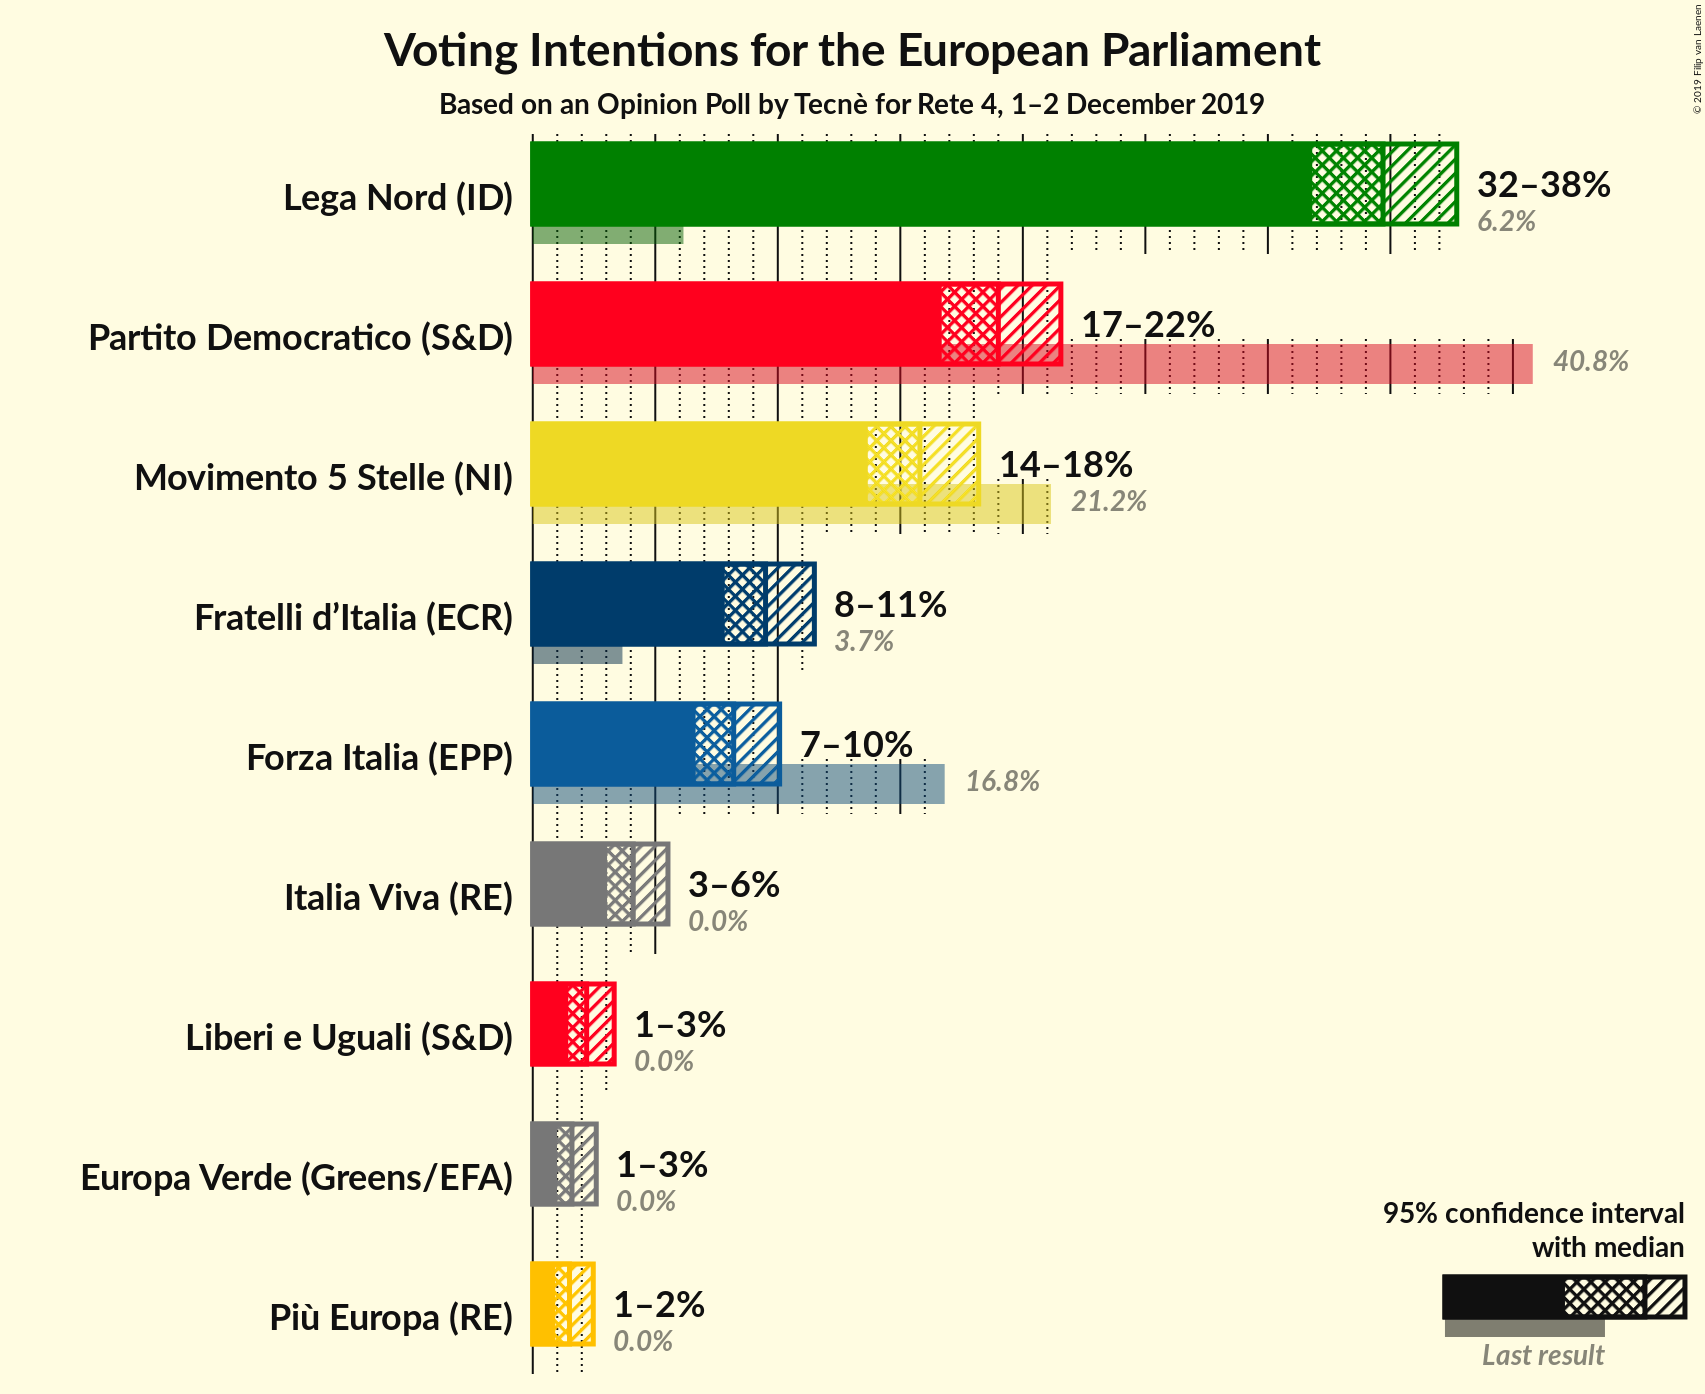 Voting Intentions for the European Parliament
Based on an Opinion Poll by Tecnè for Rete 4, 1–2 December 2019
© 2019 Filip van Laenen
Lega Nord (ID)
32–38%
6.2%
Partito Democratico (S&D)
17–22%
40.8%
Movimento 5 Stelle (NI)
14–18%
21.2%
Fratelli d’Italia (ECR)
8–11%
3.7%
Forza Italia (EPP)
7–10%
16.8%
Italia Viva (RE)
3–6%
0.0%
Liberi e Uguali (S&D)
1–3%
0.0%
Europa Verde (Greens/EFA)
1–3%
0.0%
Più Europa (RE)
1–2%
0.0%
95% confidence interval
with median
Last result